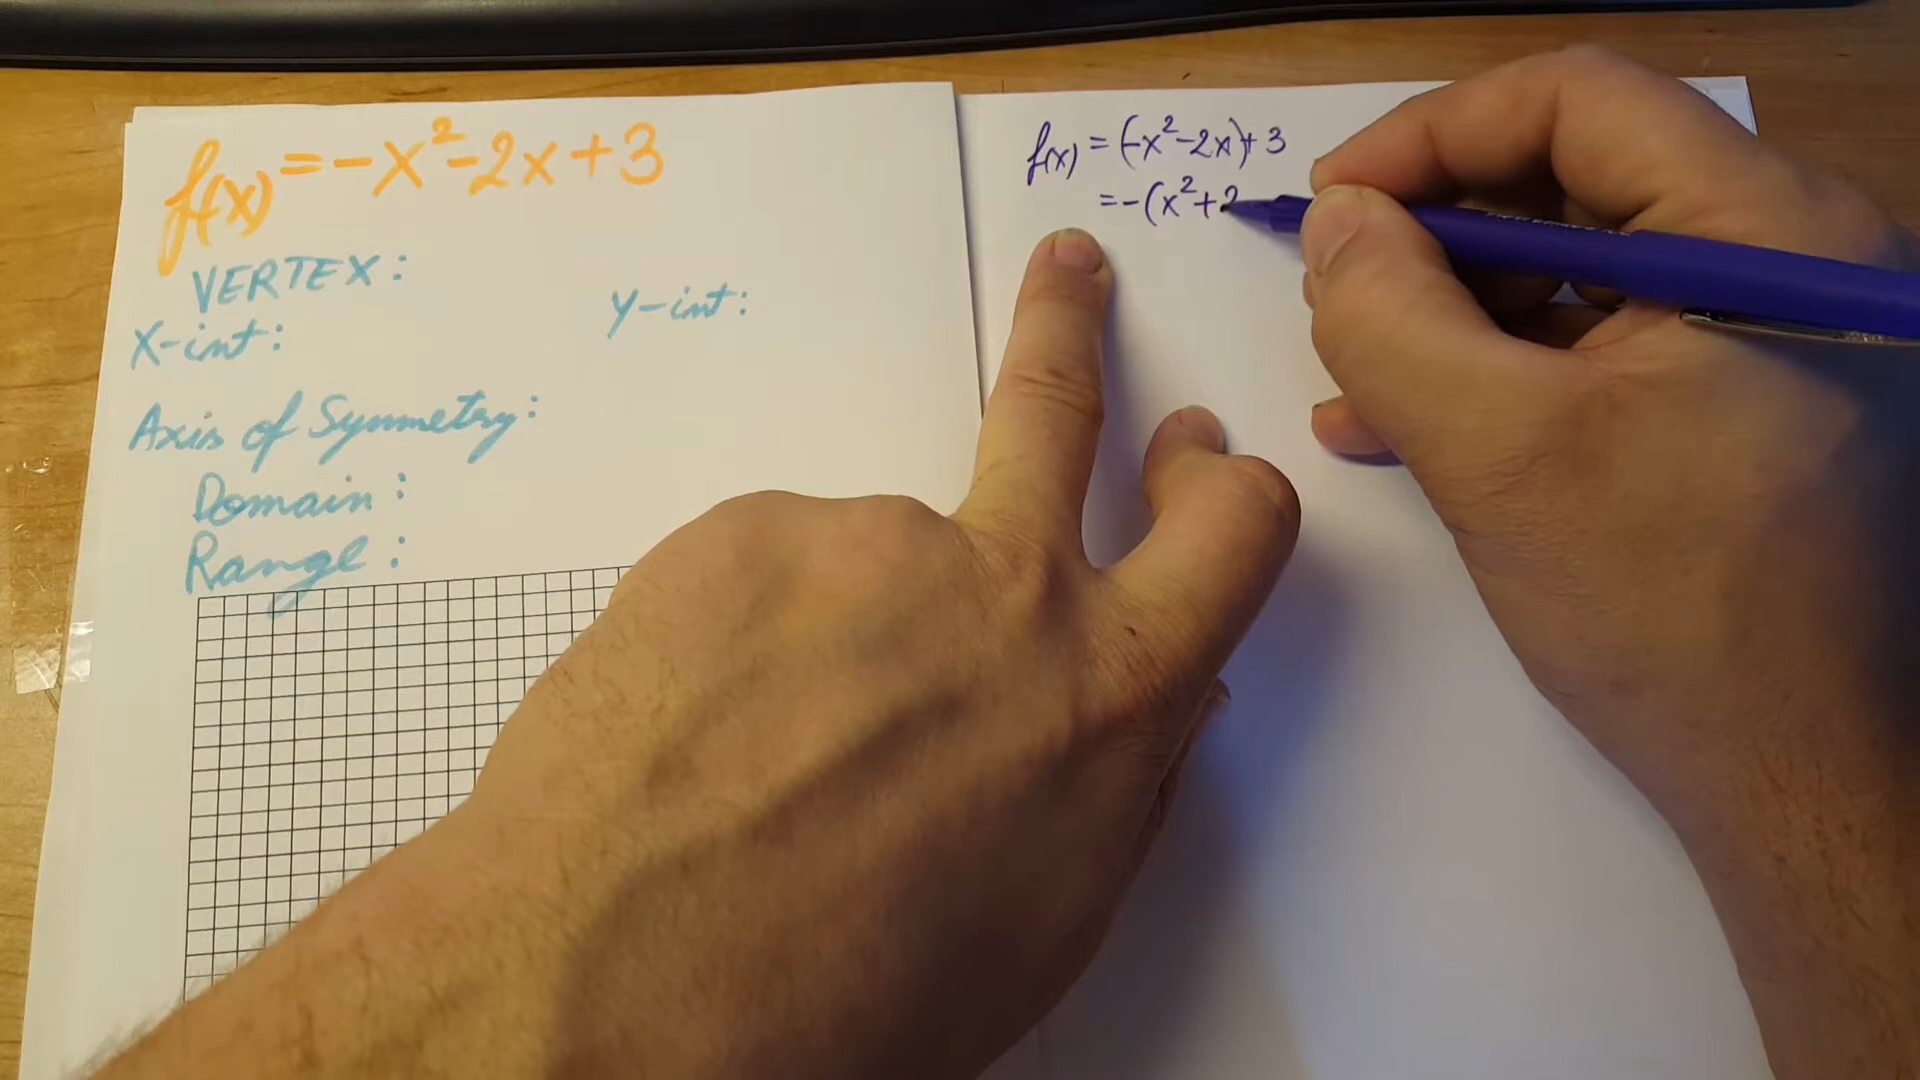 f(x) = -x²-2x+3
VERTEX:
x-int:
y-int:
Axis of Symmetry:
Domain:
Range:
f(x) = (-x²-2x)+3
= -(x²+2